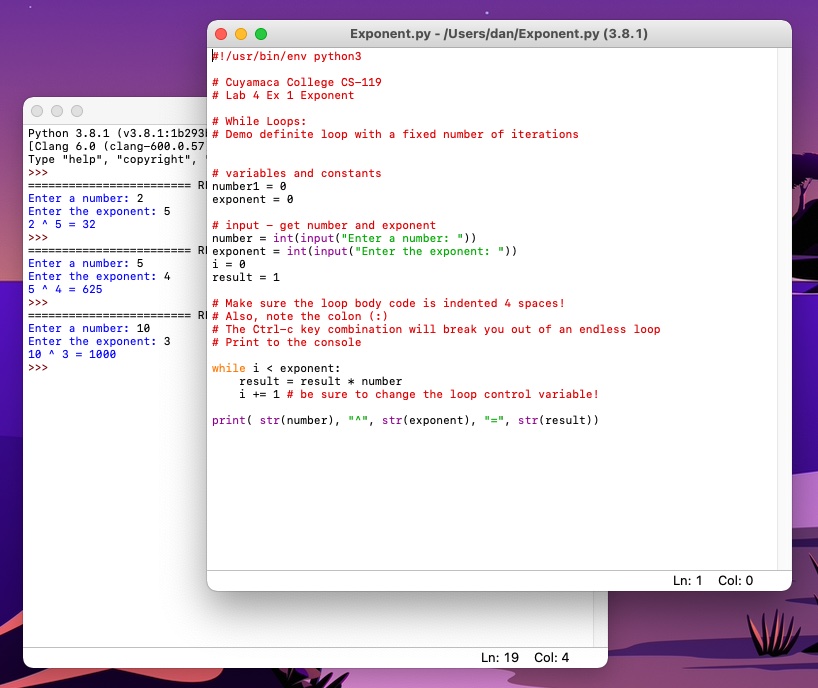 Exponent.py - /Users/dan/Exponent.py (3.8.1)
#!/usr/bin/env python3
# Cuyamaca College CS-119
# Lab 4 Ex 1 Exponent
# While Loops:
# Demo definite loop with a fixed number of iterations
# variables and constants
number1 = 0
exponent = 0
# input - get number and exponent
number = int(input("Enter a number: "))
exponent = int(input("Enter the exponent: "))
i = 0
result = 1
# Make sure the loop body code is indented 4 spaces!
# Also, note the colon (:)
# The Ctrl-c key combination will break you out of an endless loop
# Print to the console
while i < exponent:
    result = result * number
    i += 1 # be sure to change the loop control variable!
print( str(number), "^", str(exponent), "=", str(result))
Ln: 1 Col: 0
Python 3.8.1 (v3.8.1:1b293
[Clang 6.0 (clang-600.0.57
Type "help", "copyright",
>>>
======================== R
Enter a number: 2
Enter the exponent: 5
2 ^ 5 = 32
>>>
======================== R
Enter a number: 5
Enter the exponent: 4
5 ^ 4 = 625
>>>
======================== R
Enter a number: 10
Enter the exponent: 3
10 ^ 3 = 1000
>>>
Ln: 19 Col: 4